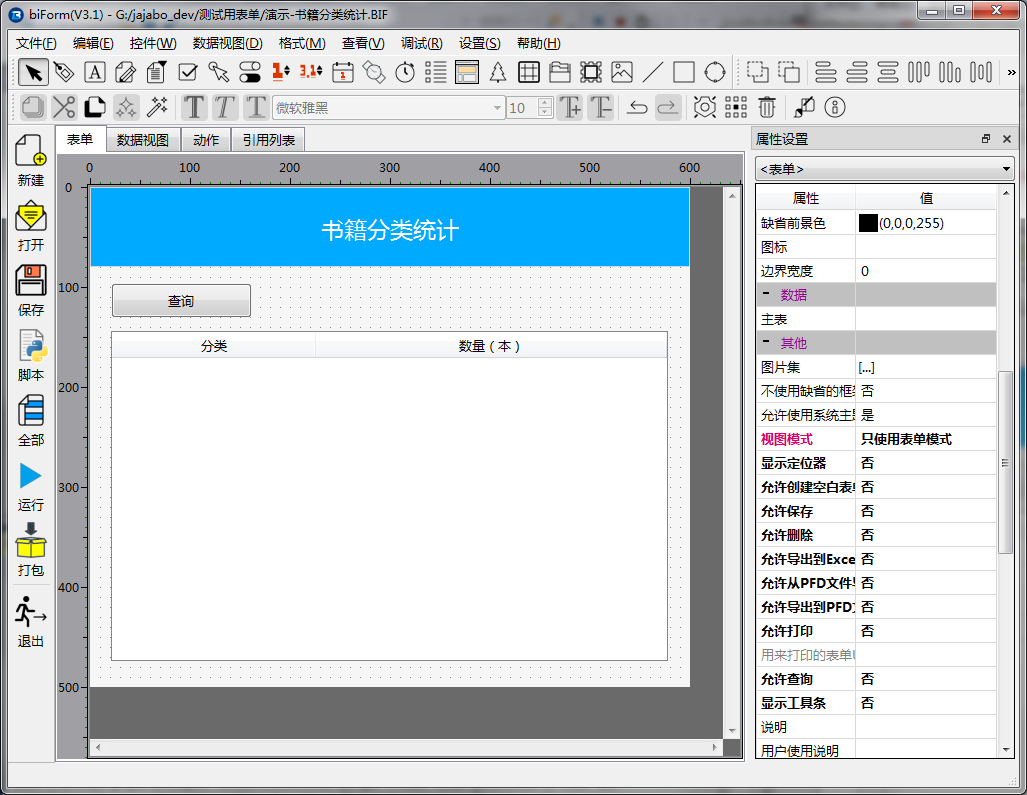 biForm(V3.1) - G:/jajabo_dev/测试用表单/演示-书籍分类统计.BIF
文件(F) 编辑(E) 控件(W) 数据视图(D) 格式(M) 查看(V) 调试(R) 设置(S) 帮助(H)
A 1 3.1 1 »
T T T 微软雅黑 10 T+ T-
新建
打开
保存
脚本
全部
运行
打包
退出
表单 数据视图 动作 引用列表
0 100 200 300 400 500 600
0
100
200
300
400
500
书籍分类统计
查询
分类 数量 ( 本 )
属性设置
<表单>
属性 值
缺省前景色 (0,0,0,255)
图标
边界宽度 0
- 数据
主表
- 其他
图片集 [...]
不使用缺省的框 否
允许使用系统主 是
视图模式 只使用表单模式
显示定位器 否
允许创建空白表 否
允许保存 否
允许删除 否
允许导出到Exce 否
允许从PFD文件 否
允许导出到PFD 否
允许打印 否
用来打印的表单
允许查询 否
显示工具条 否
说明
用户使用说明